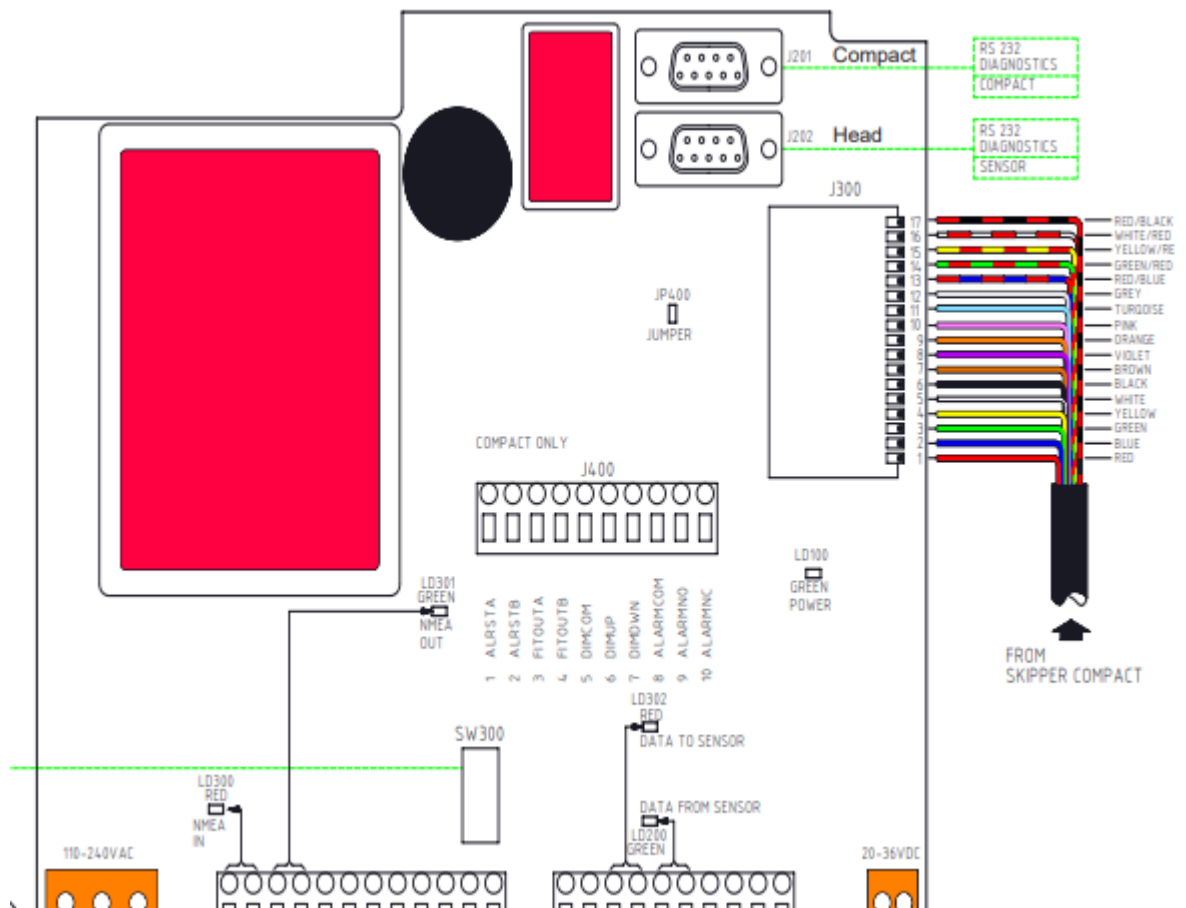 J201 Compact
RS 232
DIAGNOSTICS
COMPACT
J202 Head
RS 232
DIAGNOSTICS
SENSOR
J300
17 RED/BLACK
16 WHITE/RED
15 YELLOW/RE
14 GREEN/RED
13 RED/BLUE
12 GREY
11 TURQOISE
10 PINK
9 ORANGE
8 VIOLET
7 BROWN
6 BLACK
5 WHITE
4 YELLOW
3 GREEN
2 BLUE
1 RED
JP400
JUMPER
COMPACT ONLY
J400
1 ALRSTA
2 ALRSTB
3 FITOUTA
4 FITOUTB
5 DIMCOM
6 DIMUP
7 DIMDWN
8 ALARMCOM
9 ALARMNO
10 ALARMNC
LD100
GREEN
POWER
LD301
GREEN
NMEA
OUT
FROM
SKIPPER COMPACT
LD302
RED
DATA TO SENSOR
SW300
LD300
RED
NMEA
IN
DATA FROM SENSOR
LD200
GREEN
110-240VAC
20-36VDC